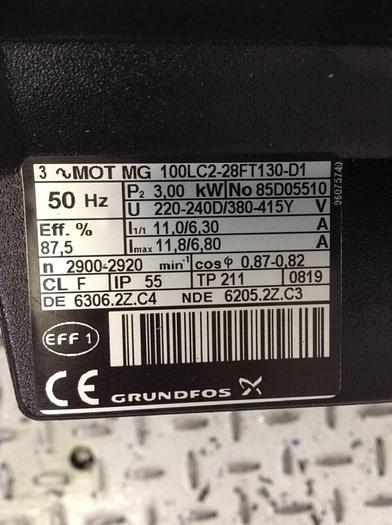 3 ∿ MOT MG 100LC2-28FT130-D1
50 Hz
P2 3,00 kW No 85D05510
U 220-240D/380-415Y V
Eff. %
87,5
I1/1 11,0/6,30 A
Imax 11,8/6,80 A
n 2900-2920 min-1 cos φ 0,87-0,82
CL F IP 55 TP 211 0819
DE 6306.2Z.C4 NDE 6205.2Z.C3
EFF 1
CE GRUNDFOS
96075740